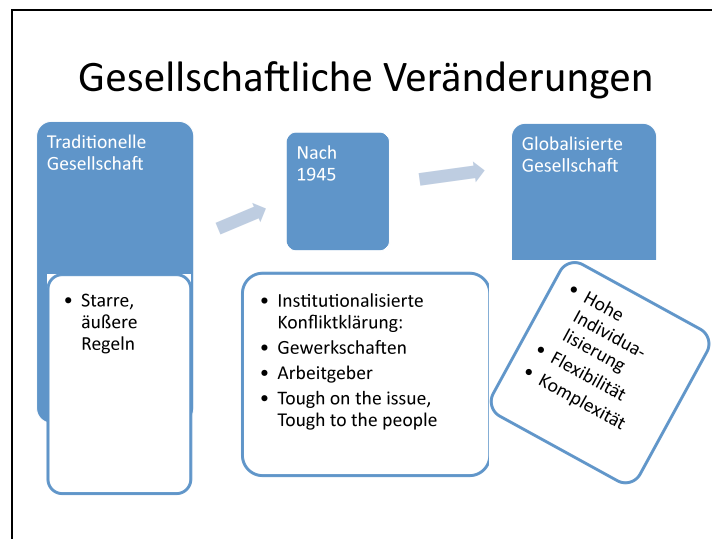 Gesellschaftliche Veränderungen
Traditionelle
Gesellschaft
• Starre,
äußere
Regeln
Nach
1945
• Institutionalisierte
Konfliktklärung:
• Gewerkschaften
• Arbeitgeber
• Tough on the issue,
Tough to the people
Globalisierte
Gesellschaft
• Hohe
Individua-
lisierung
• Flexibilität
• Komplexität